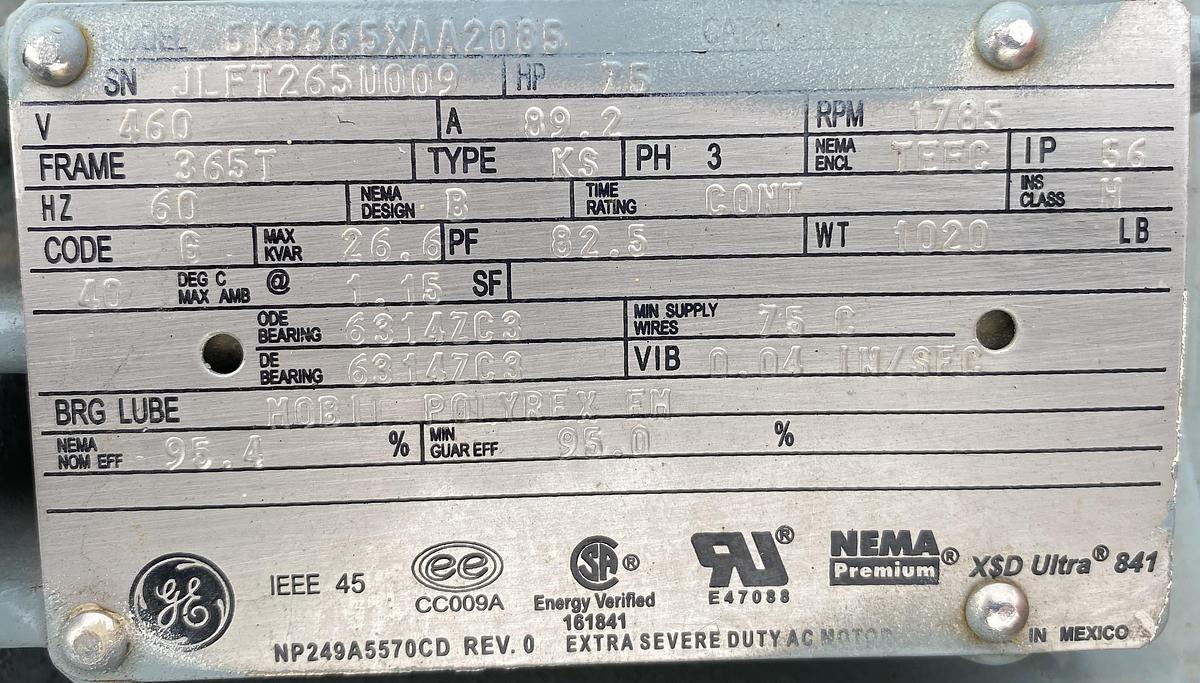 5KS365XAA2085
SN JLFT265U009 HP 75
V 460 A 89.2 RPM 1785
FRAME 365T TYPE KS PH 3 NEMA ENCL TEFC IP 56
HZ 60 NEMA DESIGN B TIME RATING CONT INS CLASS H
CODE G MAX KVAR 26.6 PF 82.5 WT 1020 LB
40 DEG C MAX AMB @ 1.15 SF
ODE BEARING 6314ZC3 MIN SUPPLY WIRES 75 C
DE BEARING 6314ZC3 VIB 0.04 IN/SEC
BRG LUBE MOBIL POLYREX EM
NEMA NOM EFF 95.4 % MIN GUAR EFF 95.0 %
GE IEEE 45 ee CC009A SA® Energy Verified 161841 RU® E47088 NEMA Premium® X$D Ultra® 841
NP249A5570CD REV. 0 EXTRA SEVERE DUTY AC MOTOR IN MEXICO